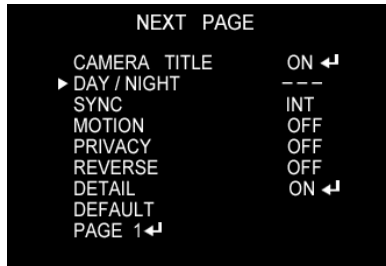 NEXT PAGE
CAMERA TITLE ON ↵
▶ DAY / NIGHT ---
SYNC INT
MOTION OFF
PRIVACY OFF
REVERSE OFF
DETAIL ON ↵
DEFAULT
PAGE 1↵